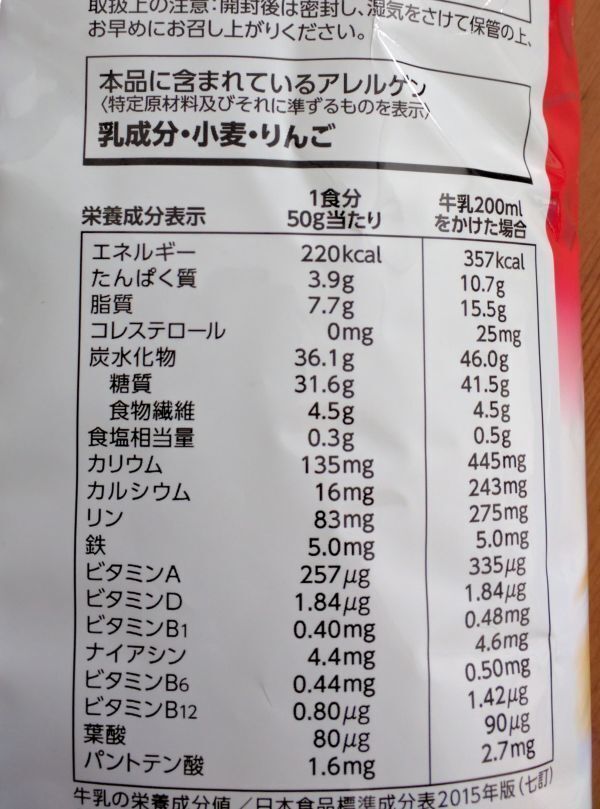 取扱上の注意：開封後は密封し、湿気をさけて保管の上、
お早めにお召し上がりください。
本品に含まれているアレルゲン
〈特定原材料及びそれに準ずるものを表示〉
乳成分・小麦・りんご
栄養成分表示 1食分 50g当たり 牛乳200ml をかけた場合
エネルギー 220kcal 357kcal
たんぱく質 3.9g 10.7g
脂質 7.7g 15.5g
コレステロール 0mg 25mg
炭水化物 36.1g 46.0g
糖質 31.6g 41.5g
食物繊維 4.5g 4.5g
食塩相当量 0.3g 0.5g
カリウム 135mg 445mg
カルシウム 16mg 243mg
リン 83mg 275mg
鉄 5.0mg 5.0mg
ビタミンA 257μg 335μg
ビタミンD 1.84μg 1.84μg
ビタミンB1 0.40mg 0.48mg
ナイアシン 4.4mg 4.6mg
ビタミンB6 0.44mg 0.50mg
ビタミンB12 0.80μg 1.42μg
葉酸 80μg 90μg
パントテン酸 1.6mg 2.7mg
牛乳の栄養成分値／日本食品標準成分表2015年版(七訂)